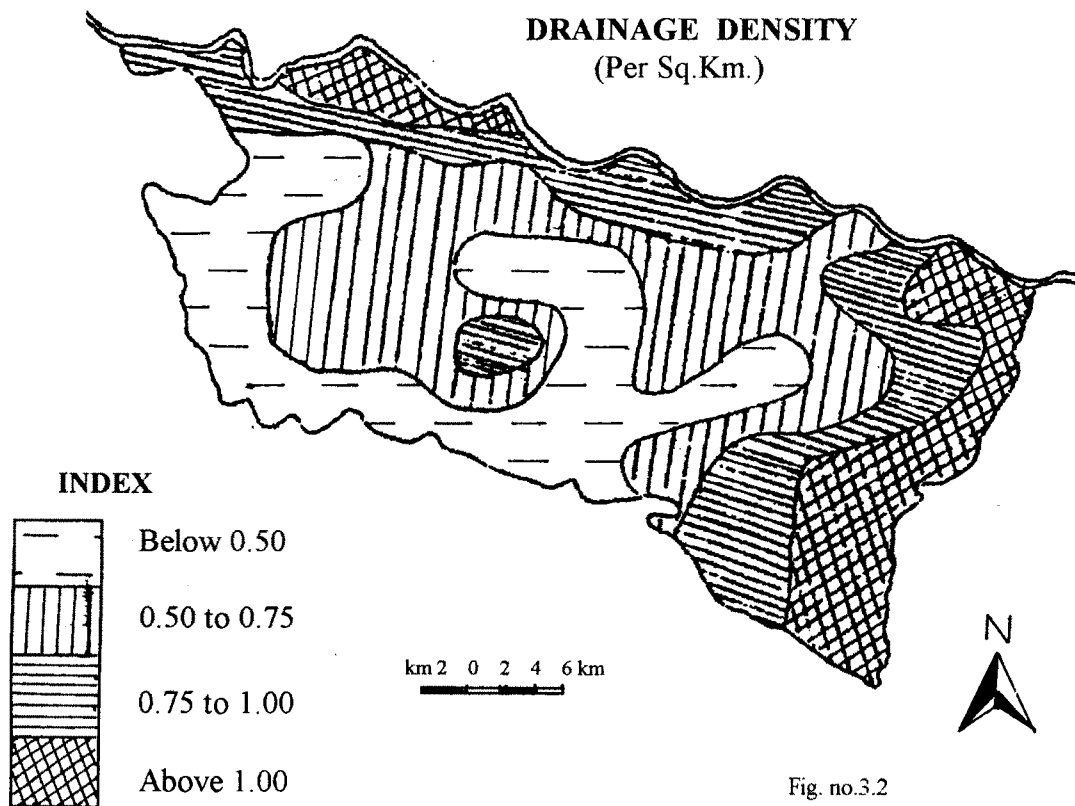 DRAINAGE DENSITY
(Per Sq.Km.)
INDEX
Below 0.50
0.50 to 0.75
0.75 to 1.00
Above 1.00
km 2 0 2 4 6 km
N
Fig. no.3.2